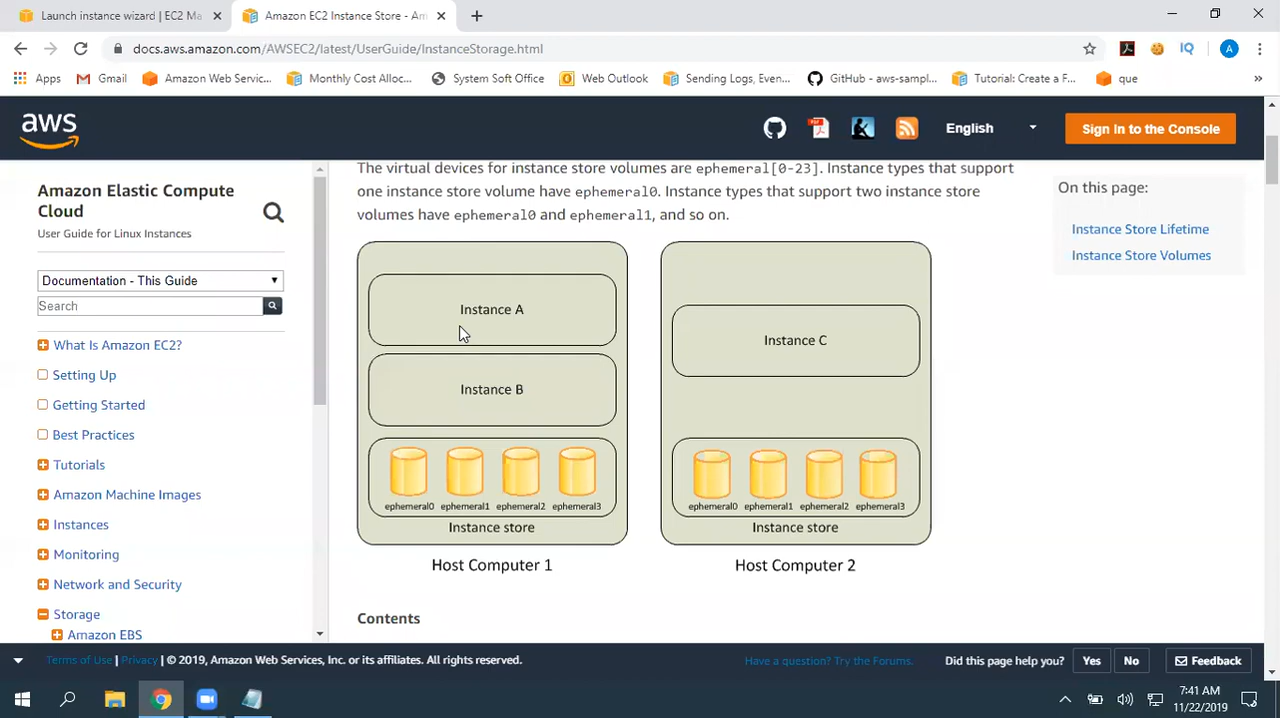 Launch instance wizard | EC2 Ma
Amazon EC2 Instance Store - Am
docs.aws.amazon.com/AWSEC2/latest/UserGuide/InstanceStorage.html
Apps
Gmail
Amazon Web Servic...
Monthly Cost Alloc...
System Soft Office
Web Outlook
Sending Logs, Even...
GitHub - aws-sampl...
Tutorial: Create a F...
que
»
IQ
A
aws
PDF
English
Sign In to the Console
Amazon Elastic Compute
Cloud
User Guide for Linux Instances
Documentation - This Guide
Search
What Is Amazon EC2?
Setting Up
Getting Started
Best Practices
Tutorials
Amazon Machine Images
Instances
Monitoring
Network and Security
Storage
Amazon EBS
The virtual devices for instance store volumes are ephemeral[0-23]. Instance types that support
one instance store volume have ephemeral0. Instance types that support two instance store
volumes have ephemeral0 and ephemeral1, and so on.
Instance A
Instance B
ephemeral0 ephemeral1 ephemeral2 ephemeral3
Instance store
Host Computer 1
Instance C
ephemeral0 ephemeral1 ephemeral2 ephemeral3
Instance store
Host Computer 2
Contents
On this page:
Instance Store Lifetime
Instance Store Volumes
Terms of Use | Privacy | © 2019, Amazon Web Services, Inc. or its affiliates. All rights reserved.
Have a question? Try the Forums.
Did this page help you?
Yes
No
Feedback
7:41 AM
11/22/2019